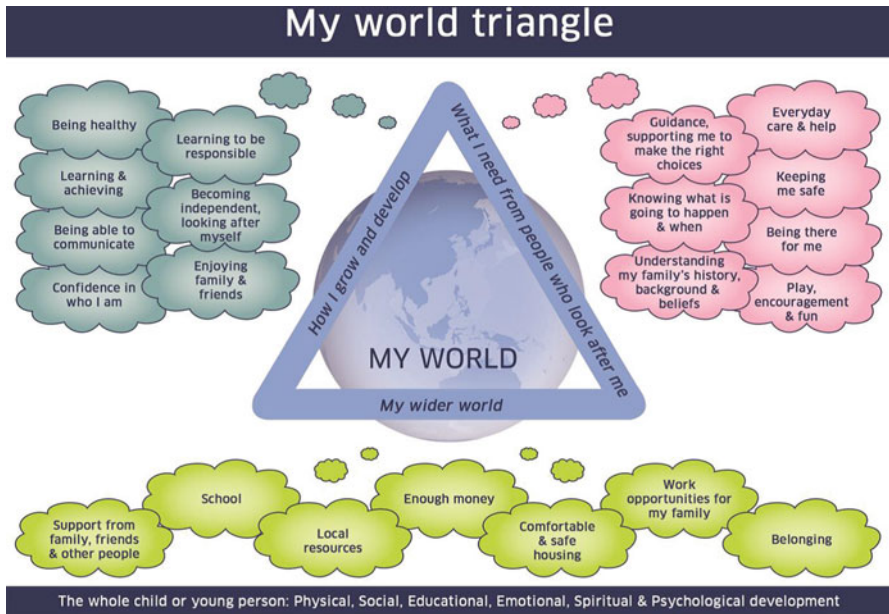 My world triangle
Being healthy
Learning to be
responsible
Learning &
achieving
Becoming
independent,
looking after
myself
Being able to
communicate
Enjoying
family &
friends
Confidence in
who I am
How I grow and develop
What I need from people who look after me
MY WORLD
My wider world
Guidance,
supporting me to
make the right
choices
Everyday
care & help
Keeping
me safe
Knowing what is
going to happen
& when
Being there
for me
Understanding
my family's history,
background &
beliefs
Play,
encouragement
& fun
Support from
family, friends
& other people
School
Local
resources
Enough money
Comfortable
& safe
housing
Work
opportunities for
my family
Belonging
The whole child or young person: Physical, Social, Educational, Emotional, Spiritual & Psychological development